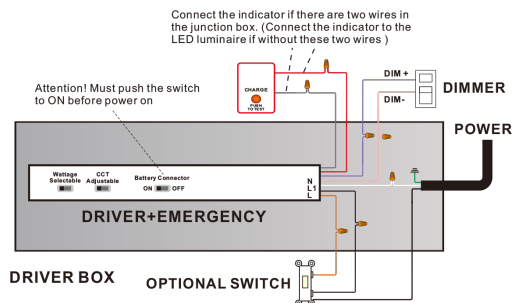 Connect the indicator if there are two wires in
the junction box. (Connect the indicator to the
LED luminaire if without these two wires )
Attention! Must push the switch
to ON before power on
CHARGE
PUSH
TO TEST
DIM +
DIM-
DIMMER
POWER
Wattage
Selectable
CCT
Adjustable
Battery Connector
ON OFF
N
L1
L
DRIVER+EMERGENCY
DRIVER BOX
OPTIONAL SWITCH